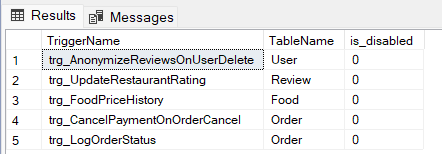 Results Messages
TriggerName TableName is_disabled
1 trg_AnonymizeReviewsOnUserDelete User 0
2 trg_UpdateRestaurantRating Review 0
3 trg_FoodPriceHistory Food 0
4 trg_CancelPaymentOnOrderCancel Order 0
5 trg_LogOrderStatus Order 0